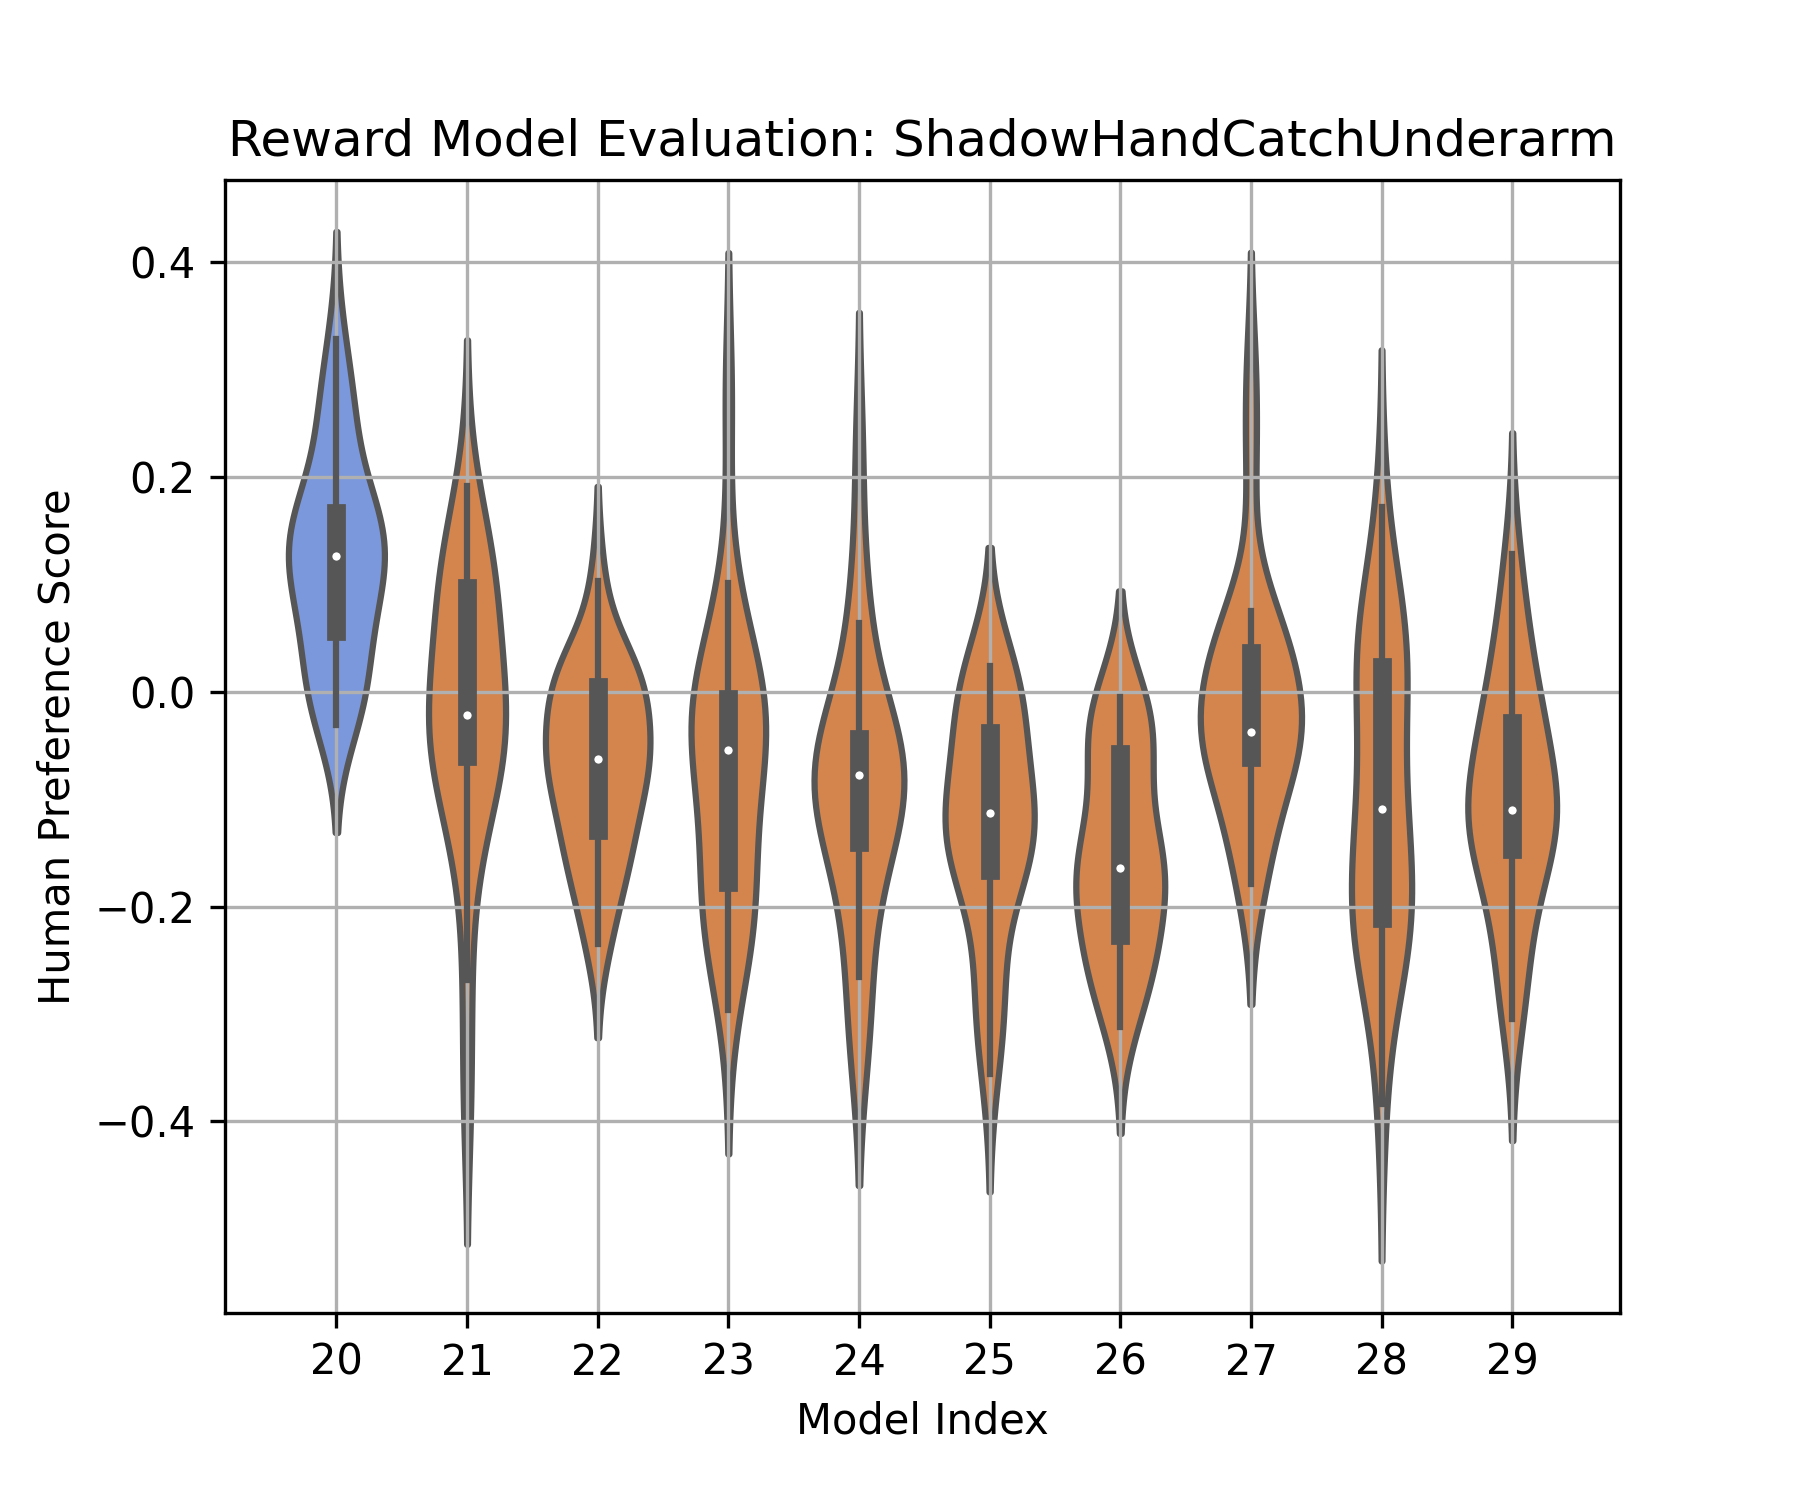 Reward Model Evaluation: ShadowHandCatchUnderarm
Human Preference Score
0.4
0.2
0.0
−0.2
−0.4
20 21 22 23 24 25 26 27 28 29
Model Index